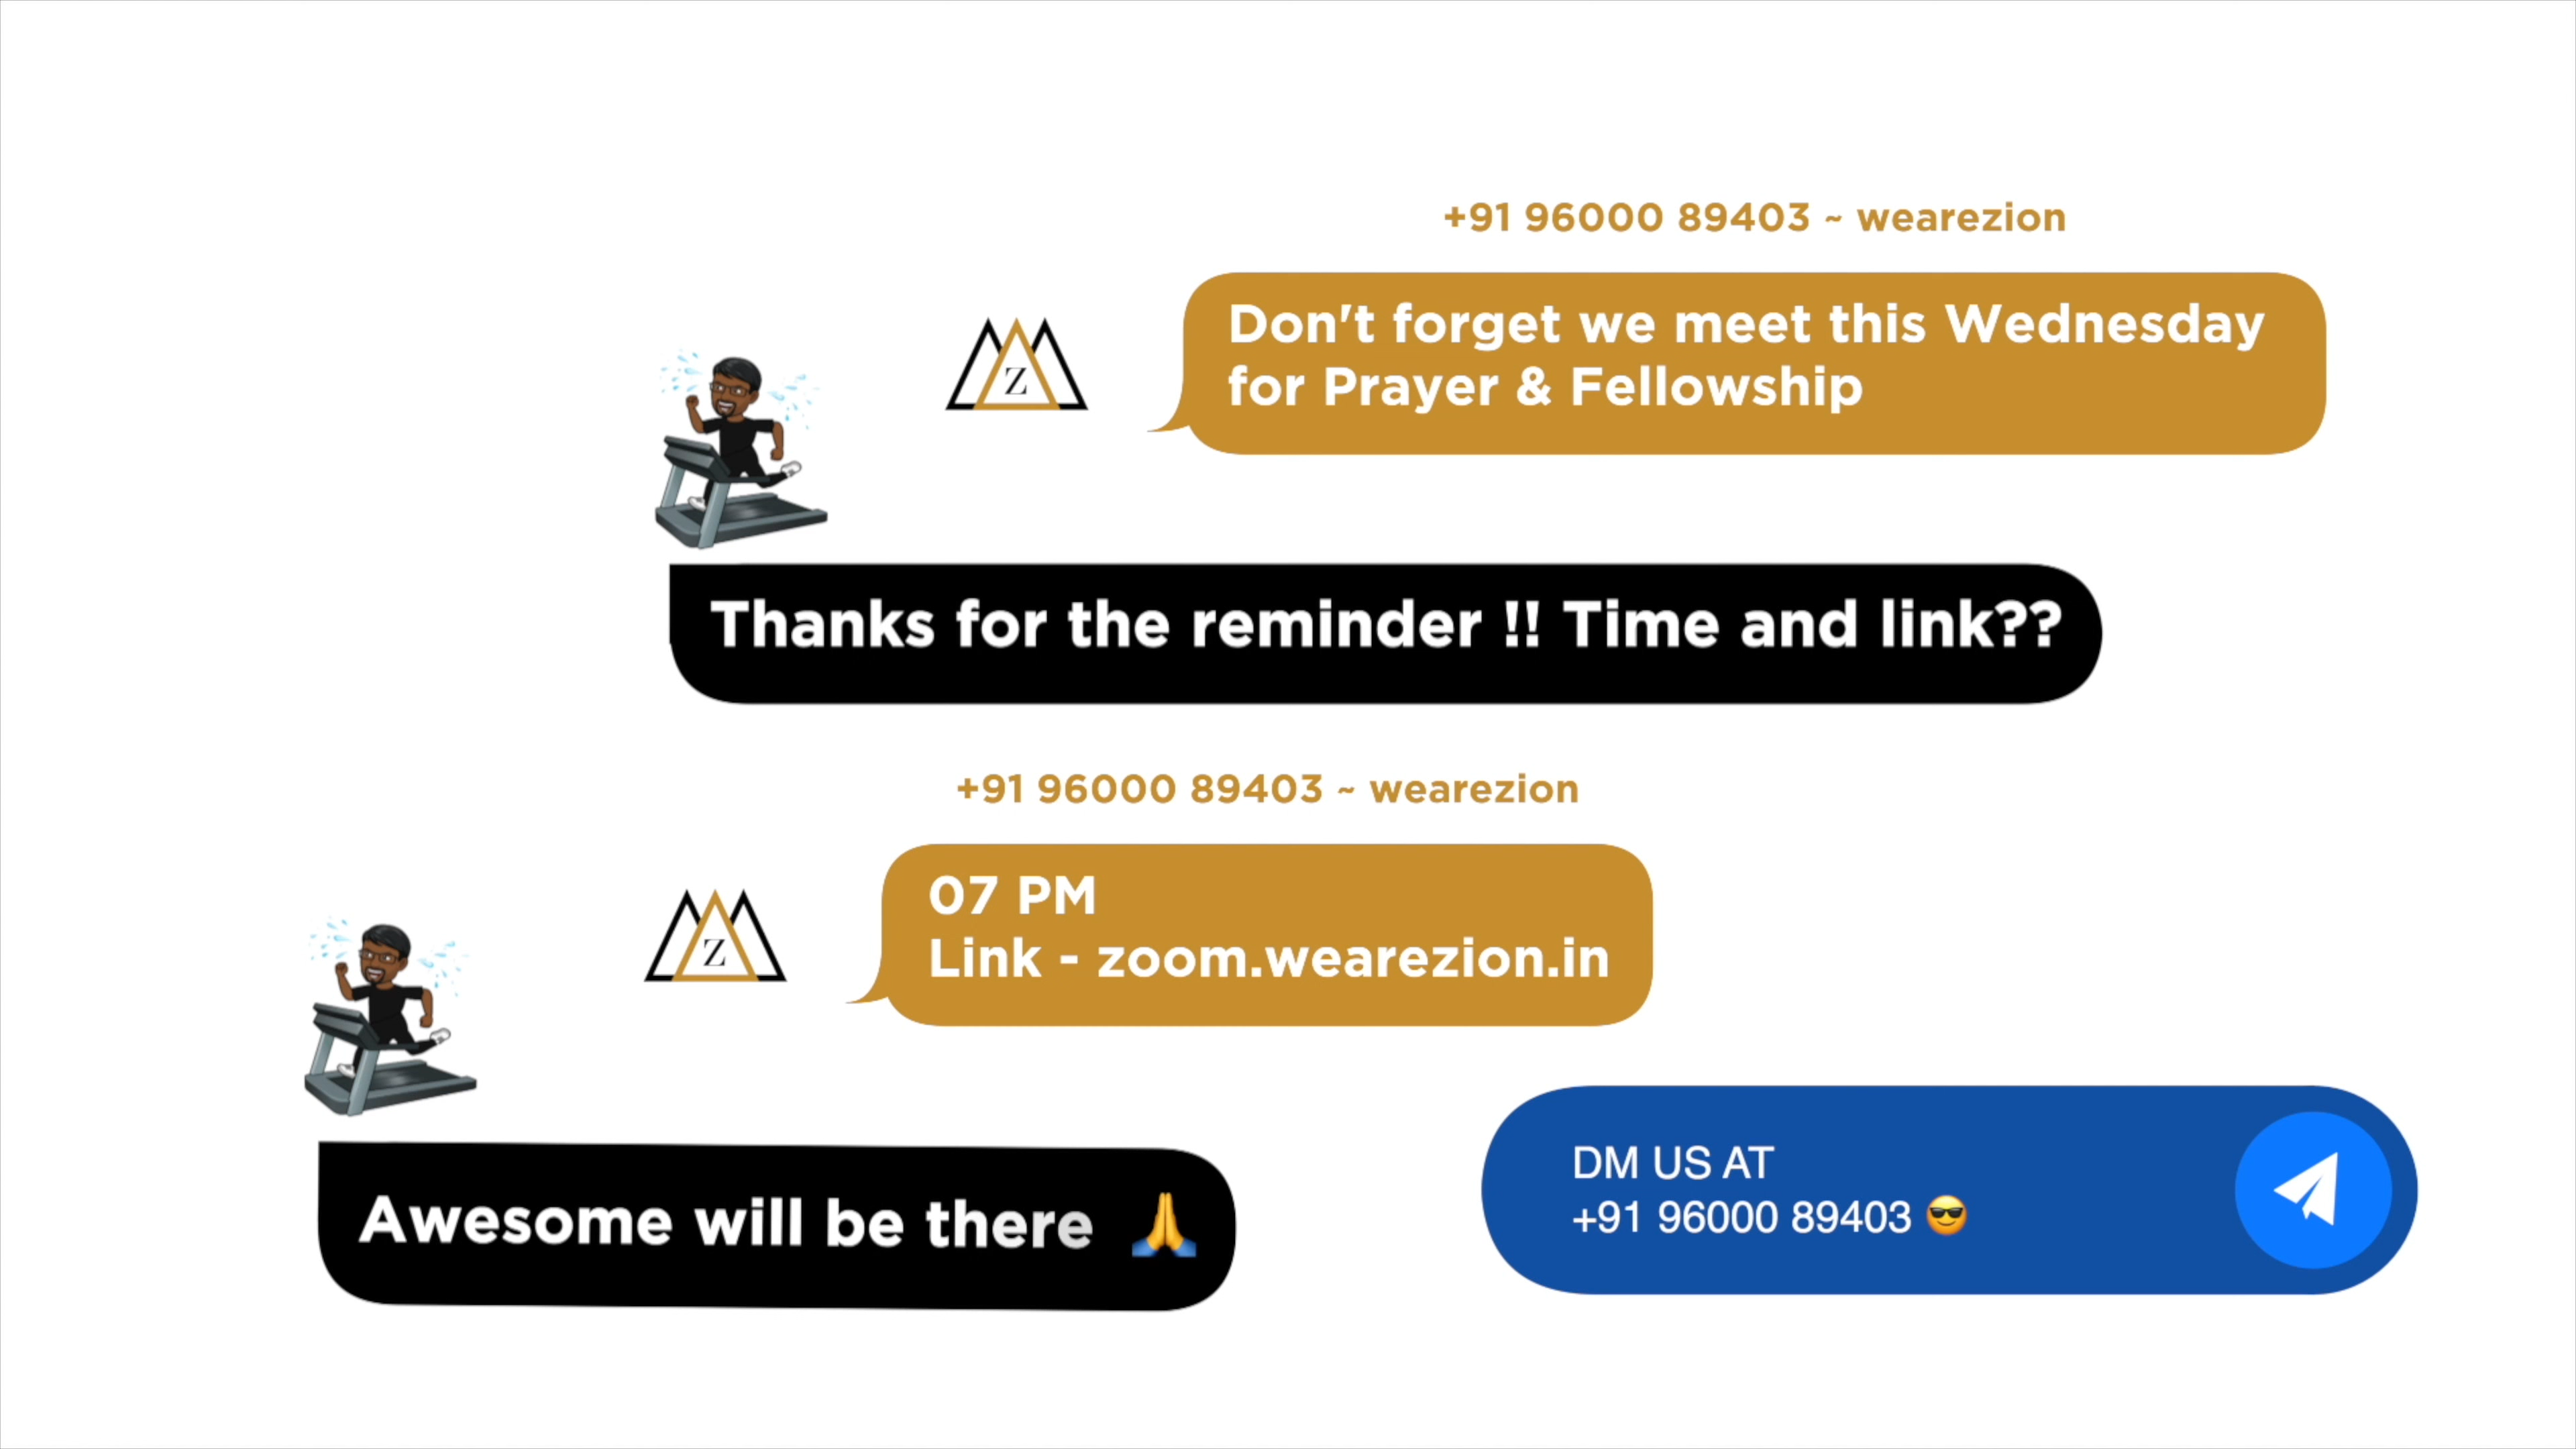 +91 96000 89403 ~ wearezion
Z
Don't forget we meet this Wednesday
for Prayer & Fellowship
Thanks for the reminder !! Time and link??
+91 96000 89403 ~ wearezion
Z
07 PM
Link - zoom.wearezion.in
Awesome will be there 🙏
DM US AT
+91 96000 89403 😎